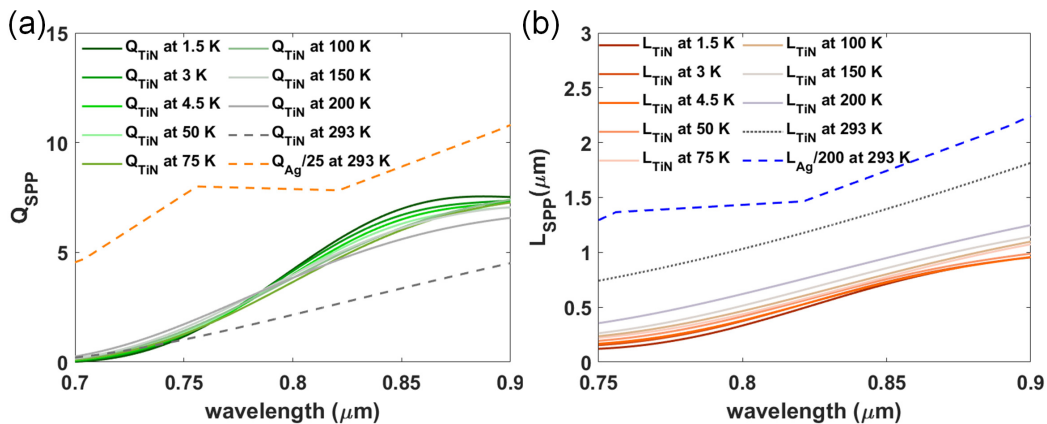 (a)
15
10
5
0
Q_SPP
Q_TiN at 1.5 K
Q_TiN at 3 K
Q_TiN at 4.5 K
Q_TiN at 50 K
Q_TiN at 75 K
Q_TiN at 100 K
Q_TiN at 150 K
Q_TiN at 200 K
Q_TiN at 293 K
Q_Ag/25 at 293 K
0.7 0.75 0.8 0.85 0.9
wavelength (μm)
(b)
3
2.5
2
1.5
1
0.5
0
L_SPP(μm)
L_TiN at 1.5 K
L_TiN at 3 K
L_TiN at 4.5 K
L_TiN at 50 K
L_TiN at 75 K
L_TiN at 100 K
L_TiN at 150 K
L_TiN at 200 K
L_TiN at 293 K
L_Ag/200 at 293 K
0.75 0.8 0.85 0.9
wavelength (μm)